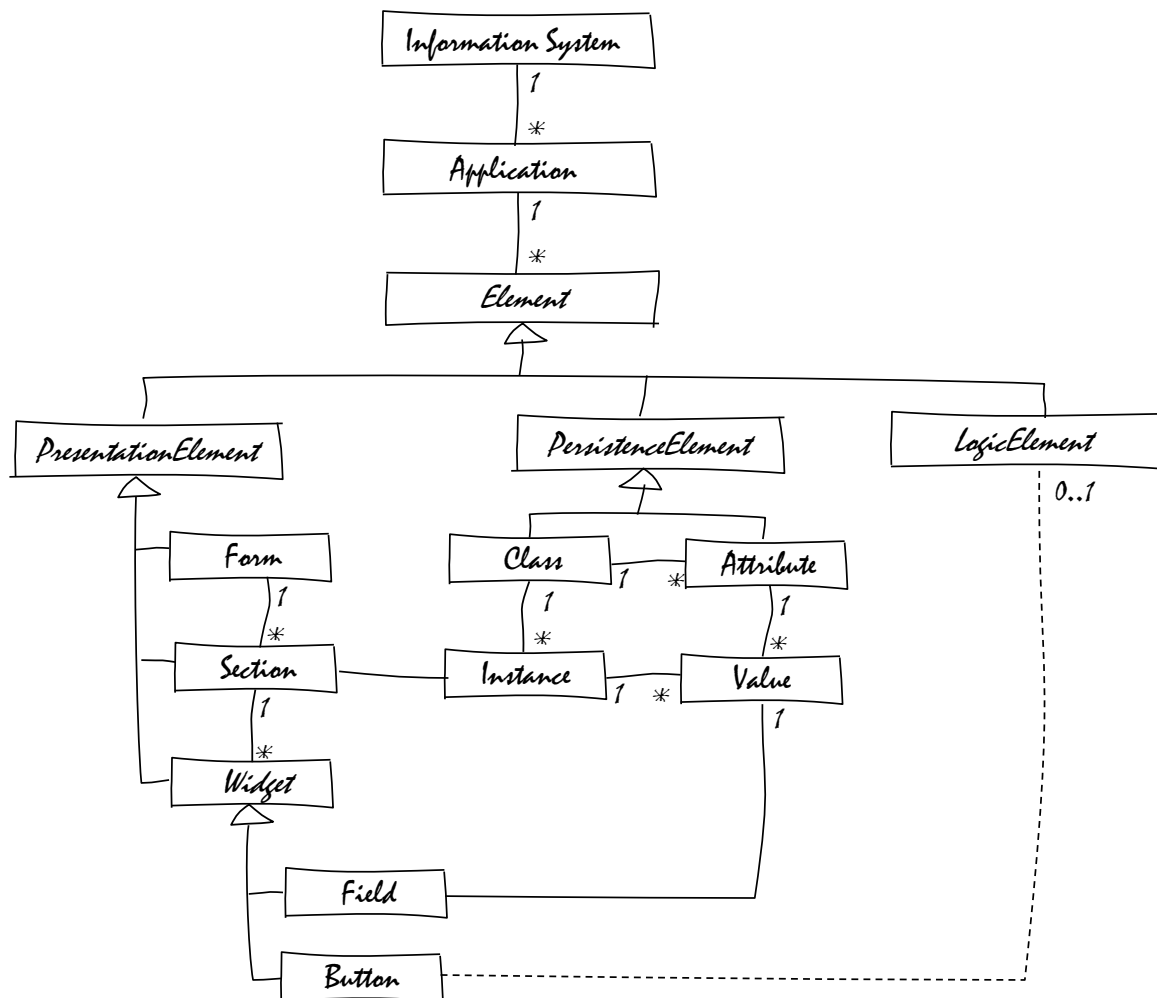 Information System
1
*
Application
1
*
Element
PresentationElement
PersistenceElement
LogicElement
0..1
Form
1
*
Class
1
*
Attribute
1
*
1
*
Section
1
*
Instance
1
*
Value
1
Widget
Field
Button